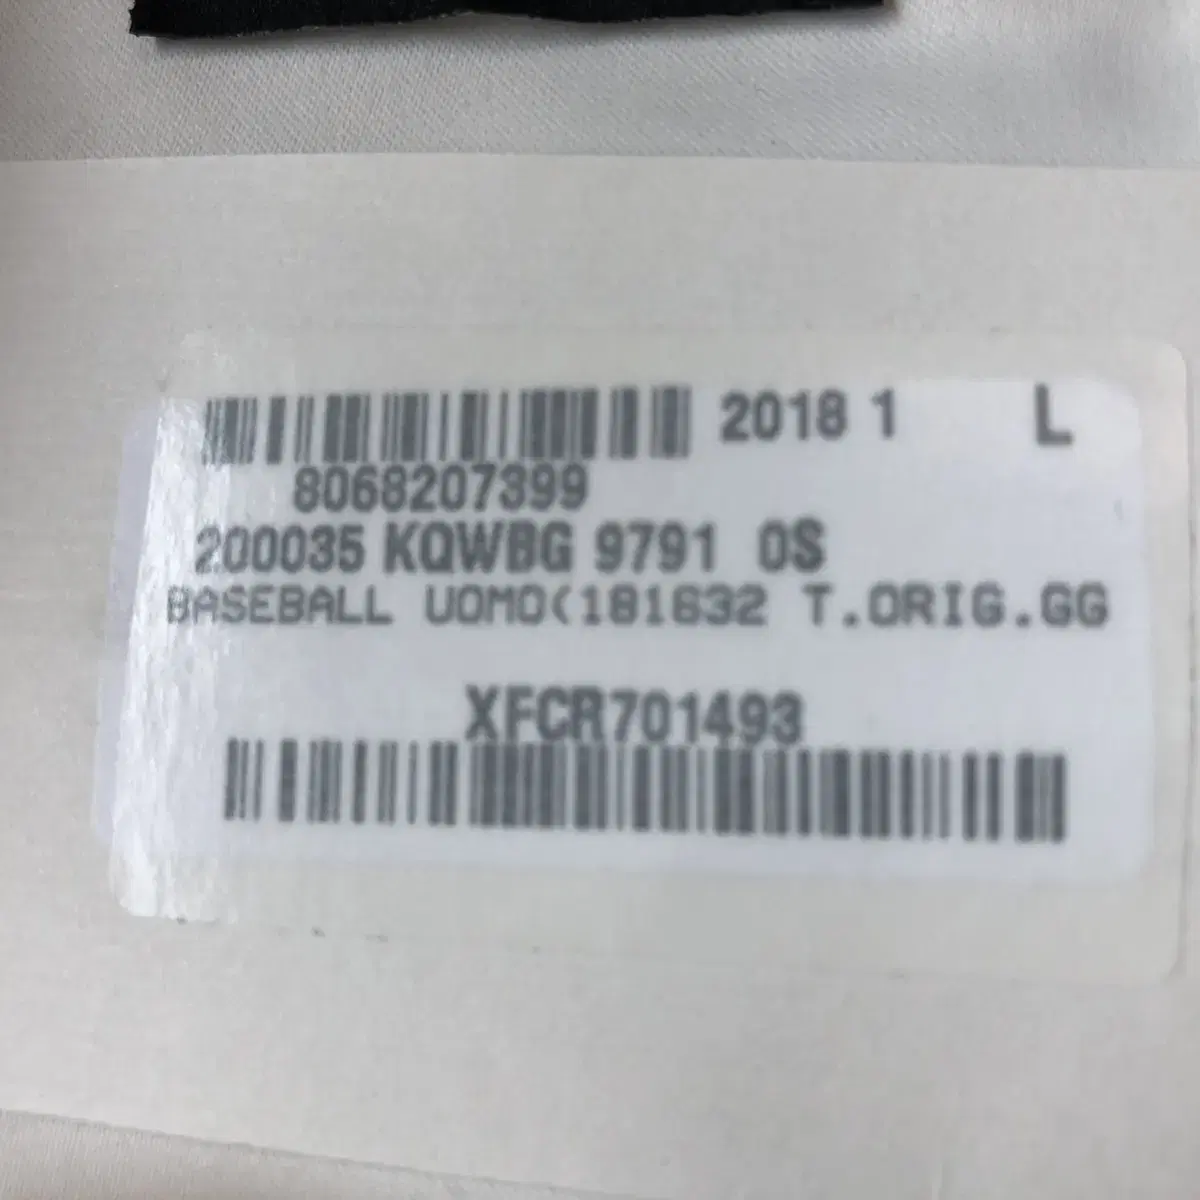 2018 1 L
8068207399
200035 KQWBG 9791 0S
BASEBALL UOMO(181632 T.ORIG.GG
XFCR701493